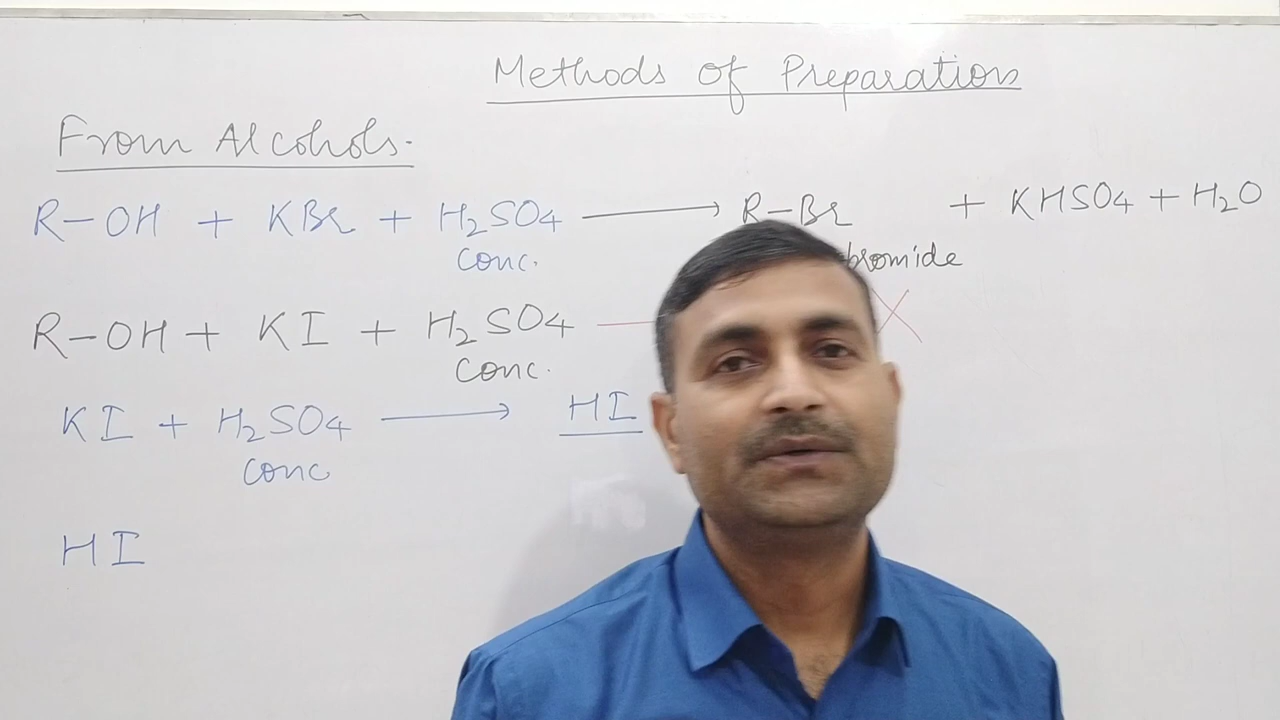 Methods of Preparation
From Alcohols.
R-OH + KBr + H₂SO₄ ⟶ R-Br + KHSO₄ + H₂O
conc. bromide
R-OH + KI + H₂SO₄ — X
conc.
KI + H₂SO₄ ⟶ HI
conc
HI